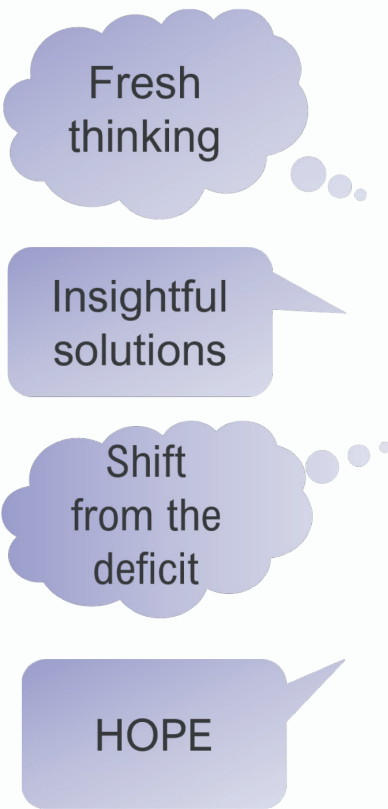 Fresh
thinking
Insightful
solutions
Shift
from the
deficit
HOPE